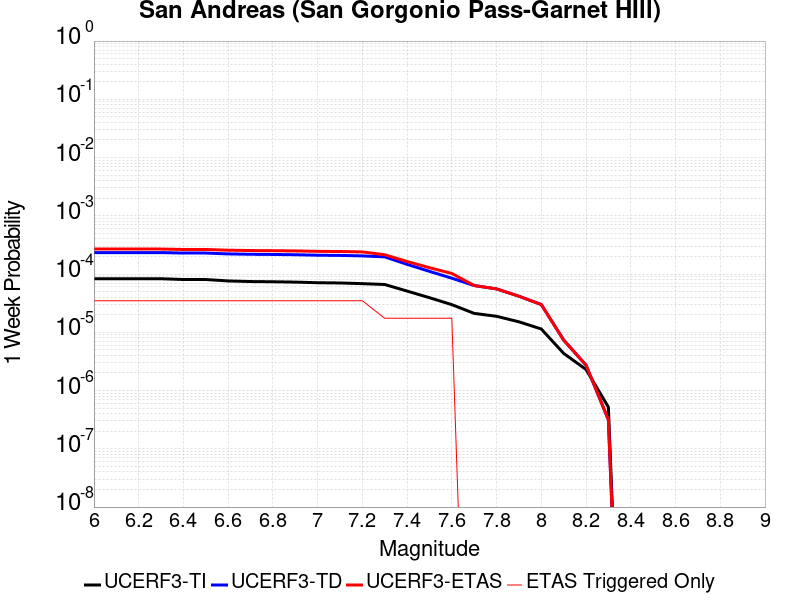 San Andreas (San Gorgonio Pass-Garnet HIll)
10^0
10^-1
10^-2
10^-3
10^-4
10^-5
10^-6
10^-7
10^-8
1 Week Probability
6 6.2 6.4 6.6 6.8 7 7.2 7.4 7.6 7.8 8 8.2 8.4 8.6 8.8 9
Magnitude
UCERF3-TI UCERF3-TD UCERF3-ETAS ETAS Triggered Only